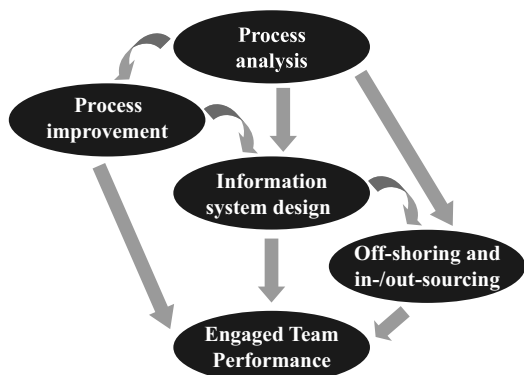 Process
analysis
Process
improvement
Information
system design
Off-shoring and
in-/out-sourcing
Engaged Team
Performance